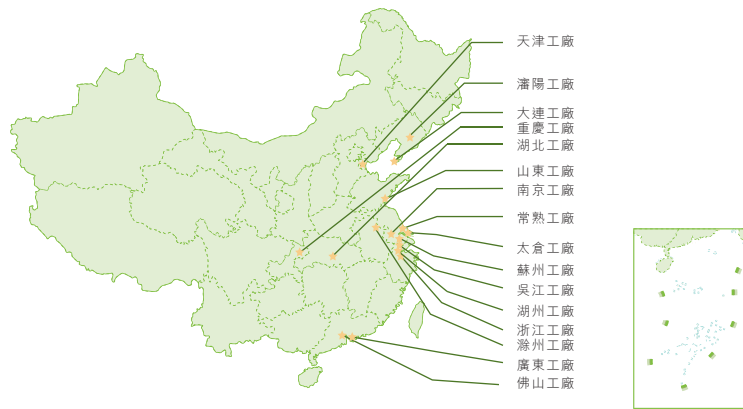 天津工廠
瀋陽工廠
大連工廠
重慶工廠
湖北工廠
山東工廠
南京工廠
常熟工廠
太倉工廠
蘇州工廠
吳江工廠
湖州工廠
浙江工廠
滁州工廠
廣東工廠
佛山工廠